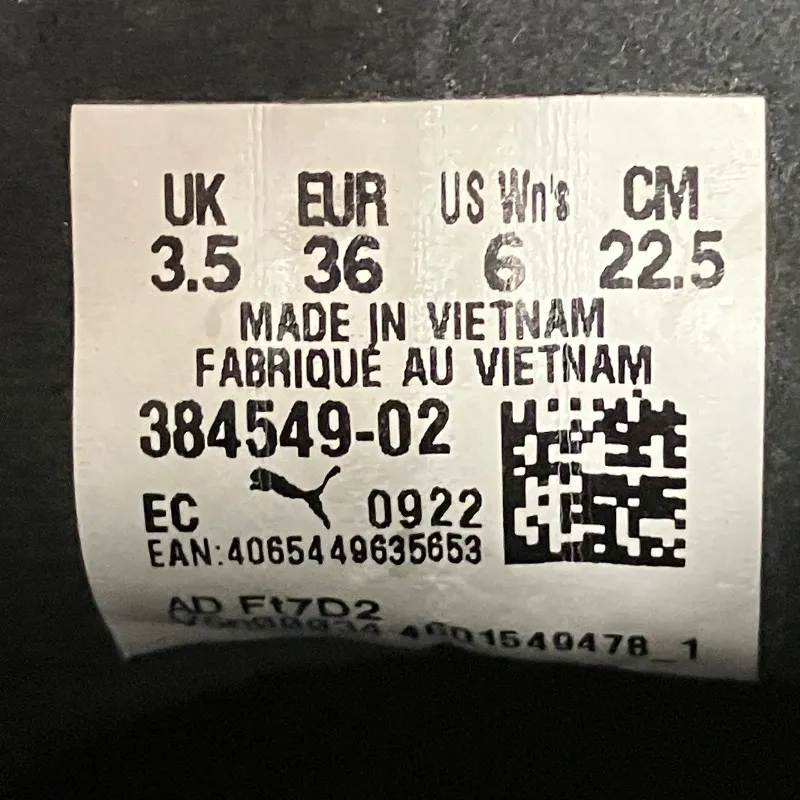 UK EUR US Wn's CM
3.5 36 6 22.5
MADE IN VIETNAM
FABRIQUÉ AU VIETNAM
384549-02
EC 0922
EAN:4065449635653
AD Ft7D2
4601549478_1